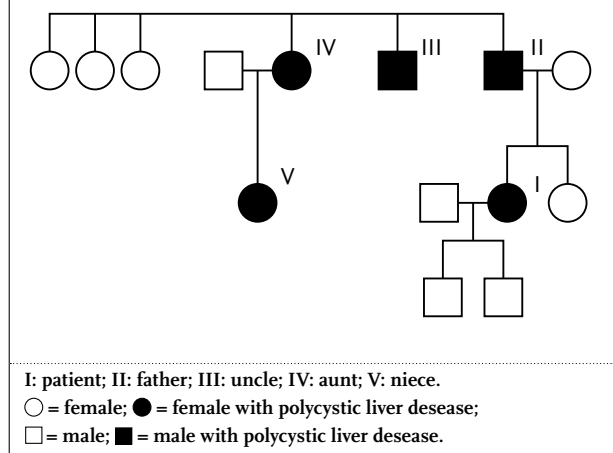 IV
III
II
V
I
I: patient; II: father; III: uncle; IV: aunt; V: niece.
= female; = female with polycystic liver desease;
= male; = male with polycystic liver desease.